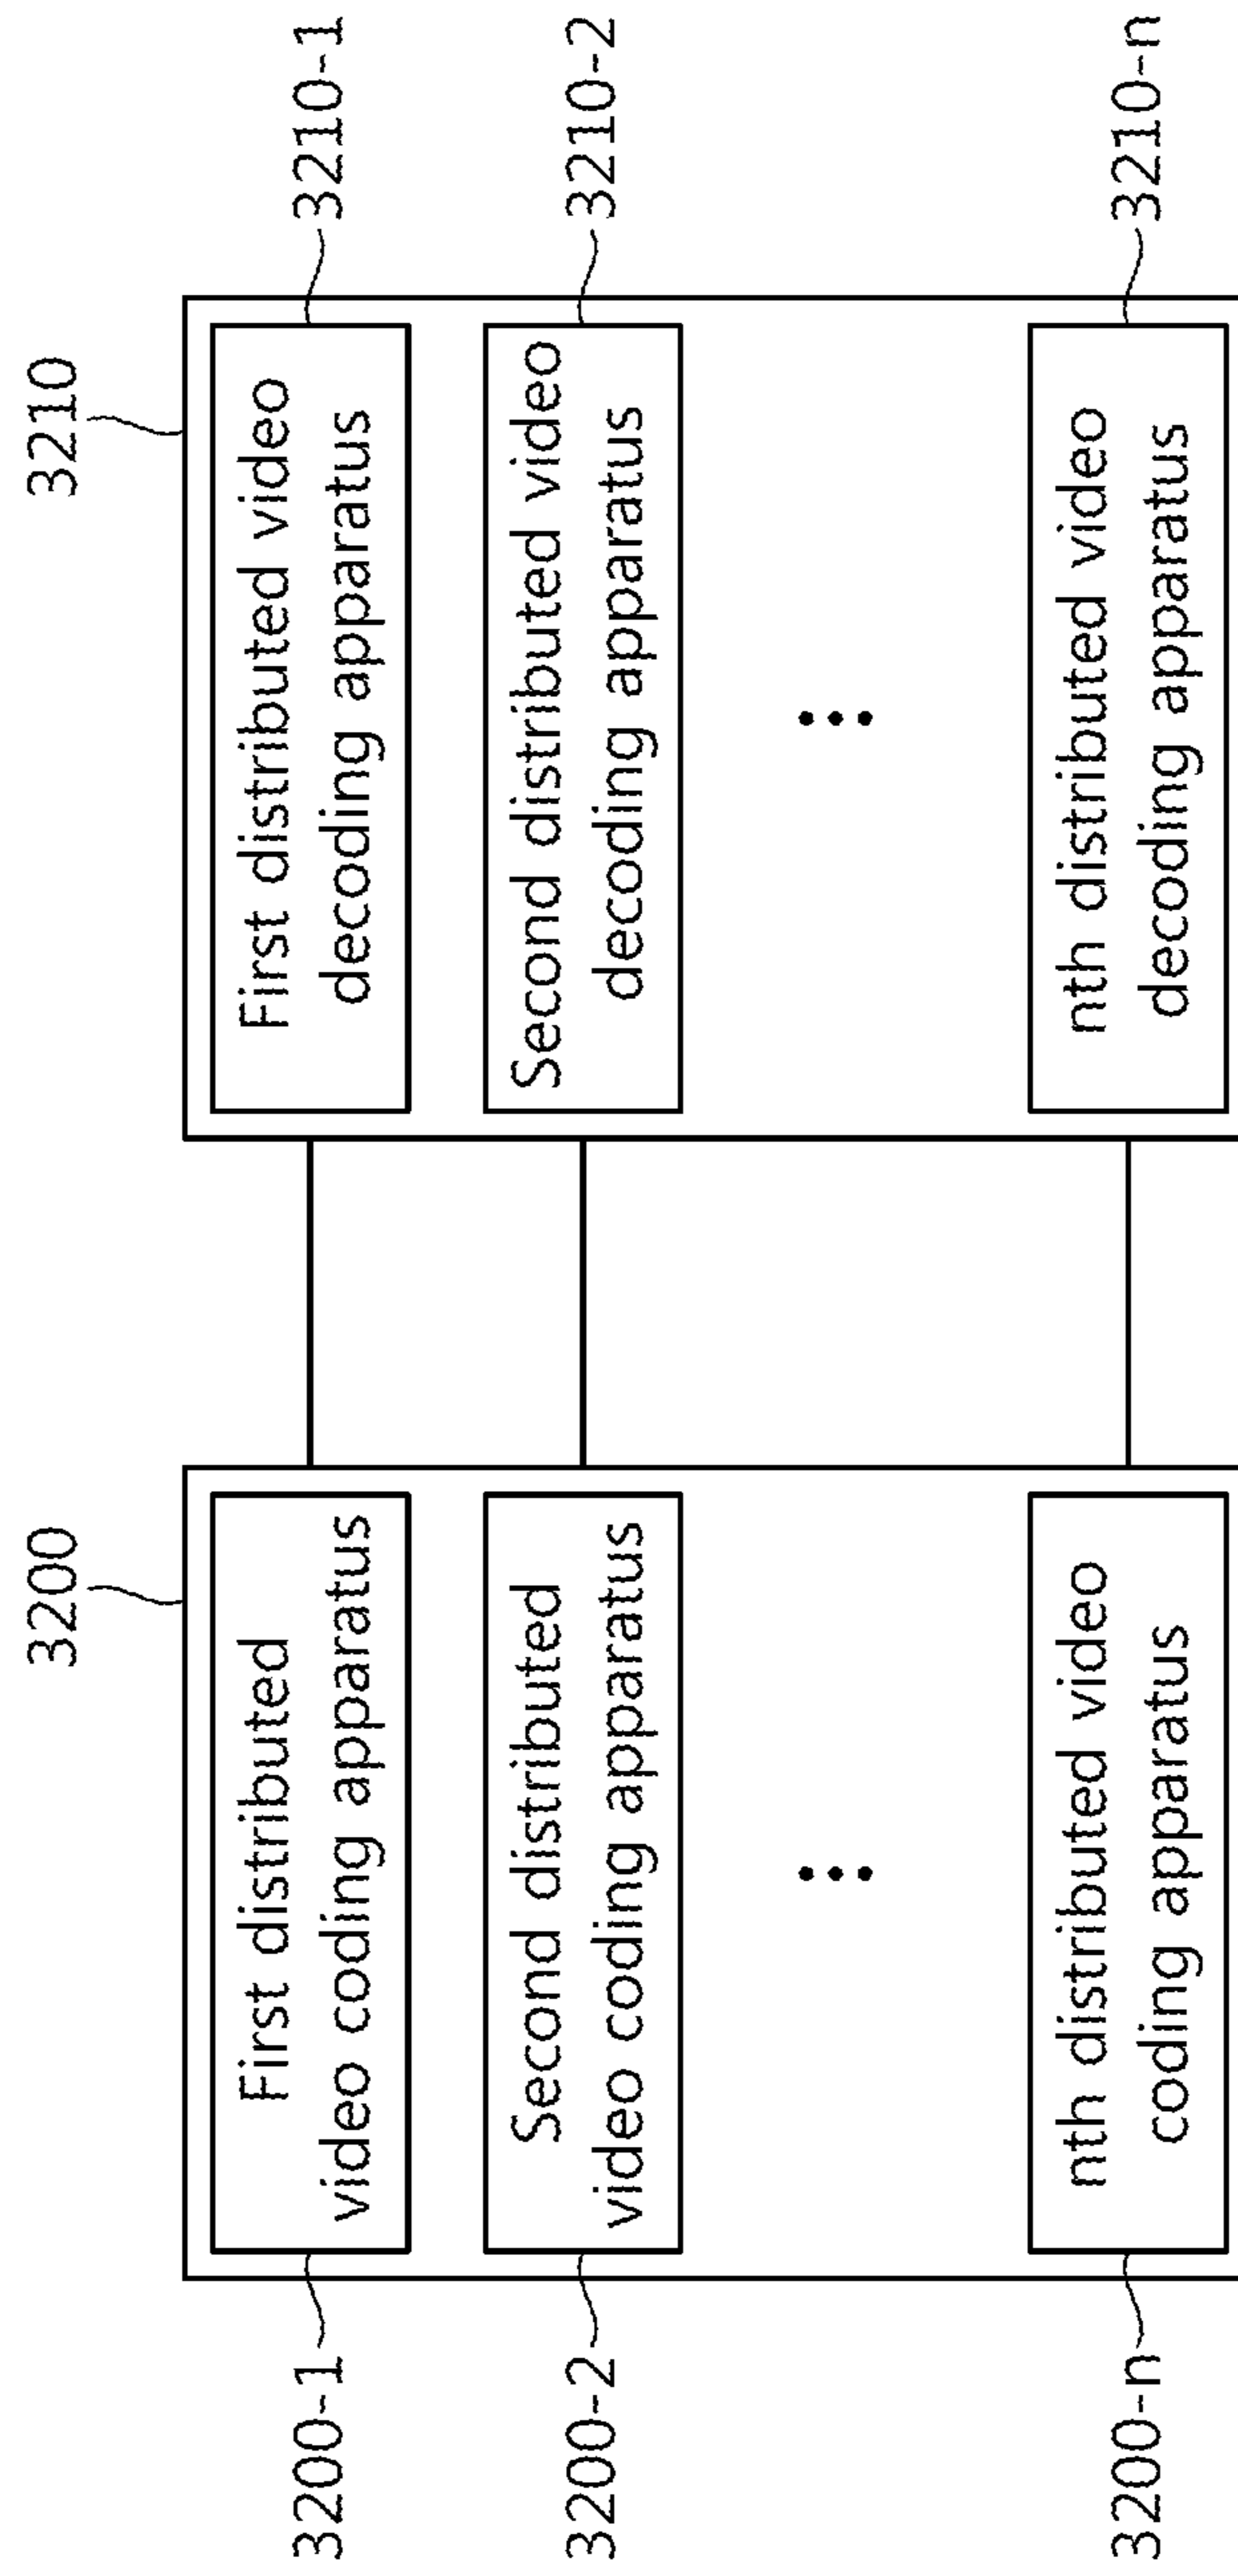 3200
3210
3200-1
First distributed
video coding apparatus
First distributed video
decoding apparatus
3210-1
3200-2
Second distributed
video coding apparatus
Second distributed video
decoding apparatus
3210-2
3200-n
nth distributed video
coding apparatus
nth distributed video
decoding apparatus
3210-n